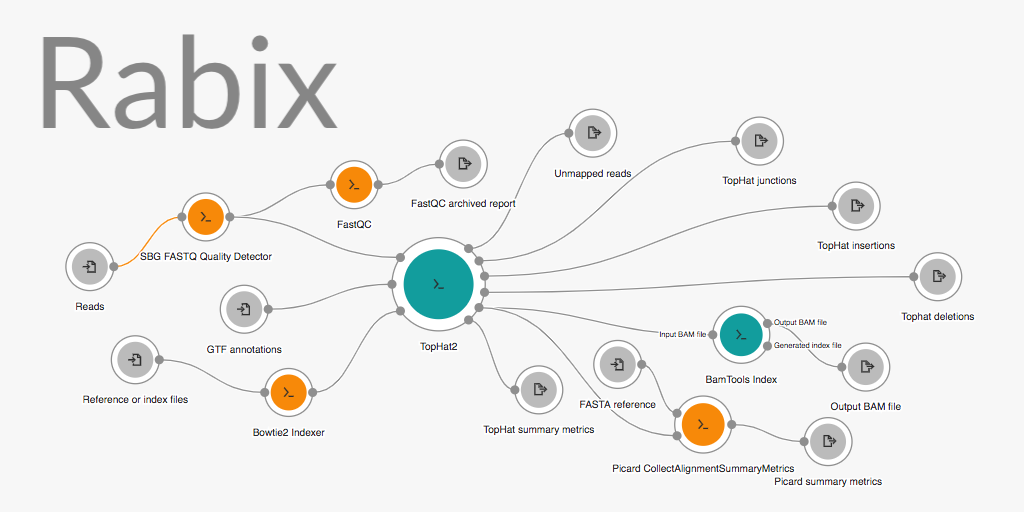 Rabix
Unmapped reads
TopHat junctions
FastQC archived report
FastQC
TopHat insertions
SBG FASTQ Quality Detector
Reads
Tophat deletions
GTF annotations
TopHat2
Output BAM file
Input BAM file
Generated index file
BamTools Index
Reference or index files
FASTA reference
Output BAM file
Bowtie2 Indexer
TopHat summary metrics
Picard CollectAlignmentSummaryMetrics
Picard summary metrics